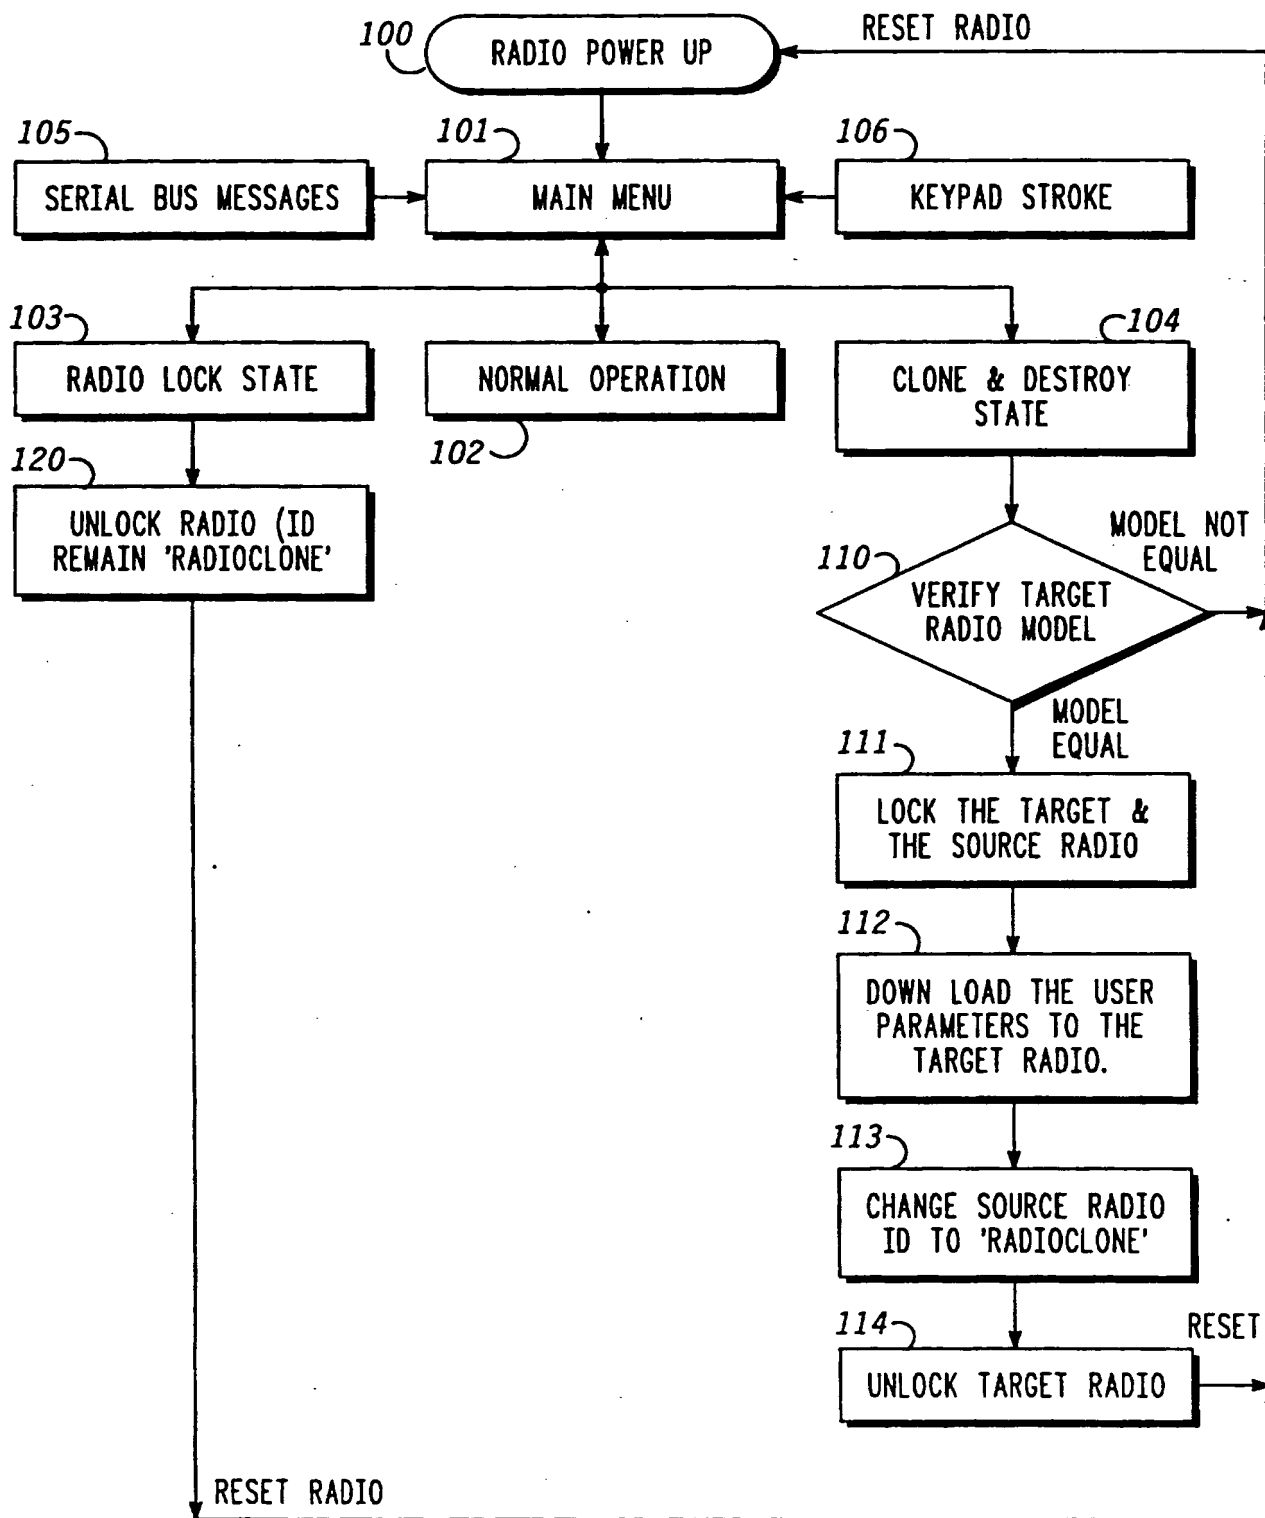 RESET RADIO
100
RADIO POWER UP
105
101
106
SERIAL BUS MESSAGES
MAIN MENU
KEYPAD STROKE
103
104
RADIO LOCK STATE
NORMAL OPERATION
CLONE & DESTROY
STATE
102
120
UNLOCK RADIO (ID
REMAIN 'RADIOCLONE'
MODEL NOT
EQUAL
110
VERIFY TARGET
RADIO MODEL
MODEL
EQUAL
111
LOCK THE TARGET &
THE SOURCE RADIO
112
DOWN LOAD THE USER
PARAMETERS TO THE
TARGET RADIO.
113
CHANGE SOURCE RADIO
ID TO 'RADIOCLONE'
114
RESET
UNLOCK TARGET RADIO
RESET RADIO